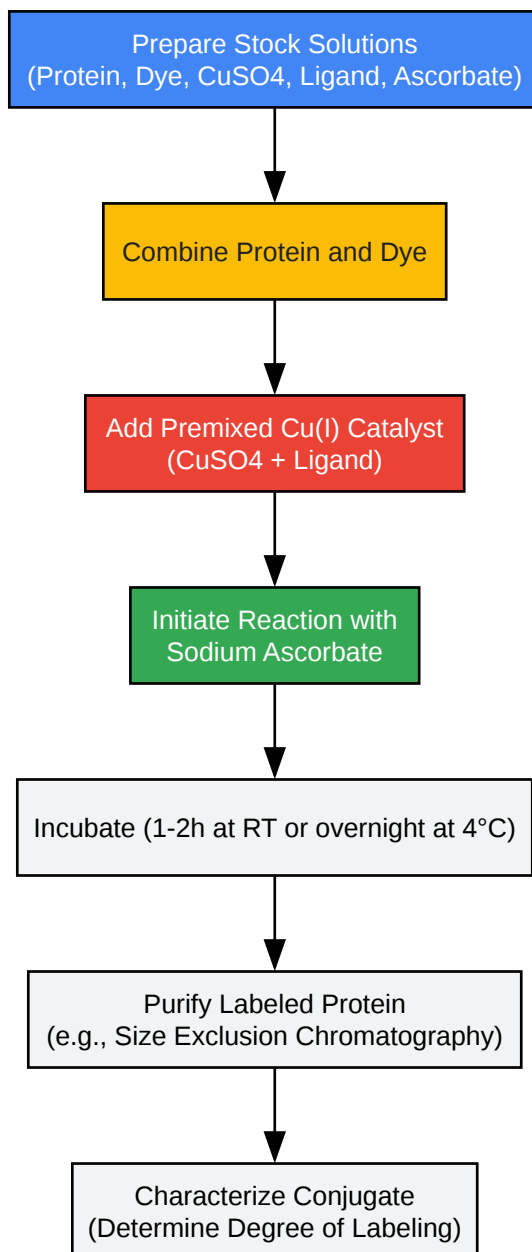 Prepare Stock Solutions
(Protein, Dye, CuSO4, Ligand, Ascorbate)
Combine Protein and Dye
Add Premixed Cu(I) Catalyst
(CuSO4 + Ligand)
Initiate Reaction with
Sodium Ascorbate
Incubate (1-2h at RT or overnight at 4°C)
Purify Labeled Protein
(e.g., Size Exclusion Chromatography)
Characterize Conjugate
(Determine Degree of Labeling)